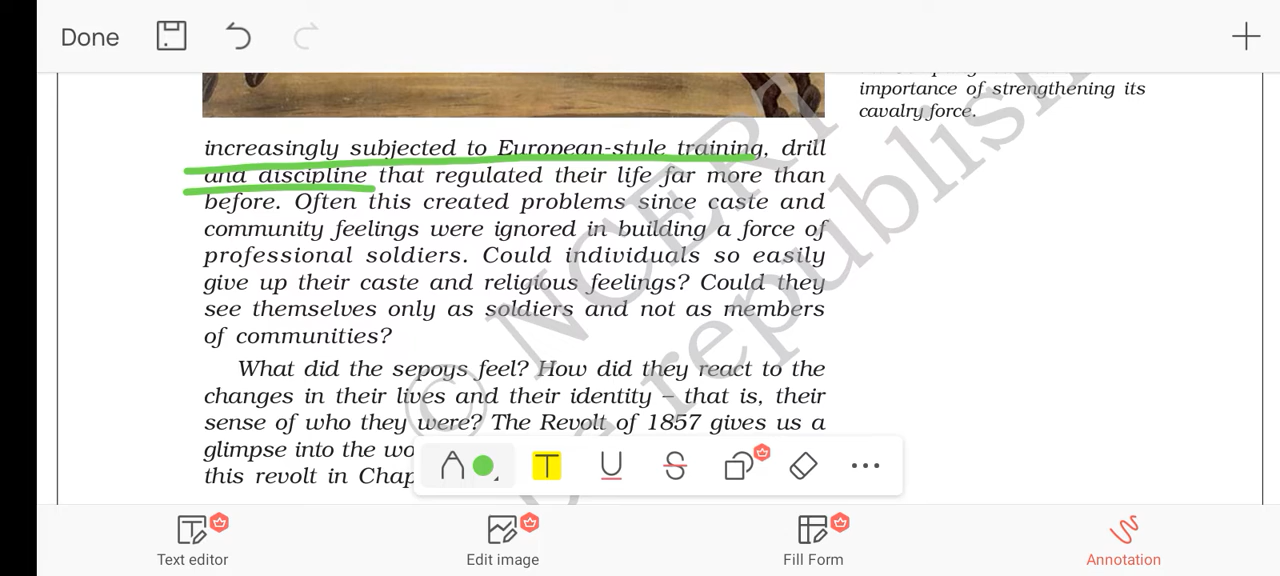 Done
importance of strengthening its
cavalry force.
increasingly subjected to European-style training, drill
and discipline that regulated their life far more than
before. Often this created problems since caste and
community feelings were ignored in building a force of
professional soldiers. Could individuals so easily
give up their caste and religious feelings? Could they
see themselves only as soldiers and not as members
of communities?
What did the sepoys feel? How did they react to the
changes in their lives and their identity – that is, their
sense of who they were? The Revolt of 1857 gives us a
glimpse into the
this revolt in
© NCERT
republish
T
U
S
Text editor
Edit image
Fill Form
Annotation